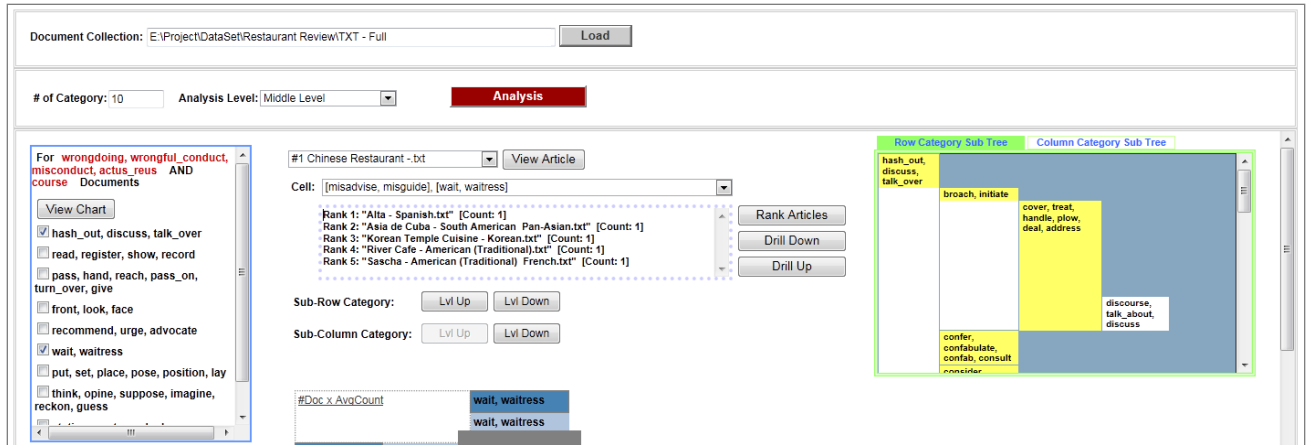 Document Collection: E:\Project\DataSet\Restaurant Review\TXT - Full Load
# of Category: 10 Analysis Level: Middle Level Analysis
For wrongdoing, wrongful_conduct,
misconduct, actus_reus AND
course Documents
View Chart
hash_out, discuss, talk_over
read, register, show, record
pass, hand, reach, pass_on,
turn_over, give
front, look, face
recommend, urge, advocate
wait, waitress
put, set, place, pose, position, lay
think, opine, suppose, imagine,
reckon, guess
#1 Chinese Restaurant -.txt View Article
Cell: [misadvise, misguide], [wait, waitress]
Rank 1: "Alta - Spanish.txt" [Count: 1]
Rank 2: "Asia de Cuba - South American Pan-Asian.txt" [Count: 1]
Rank 3: "Korean Temple Cuisine - Korean.txt" [Count: 1]
Rank 4: "River Cafe - American (Traditional).txt" [Count: 1]
Rank 5: "Sascha - American (Traditional) French.txt" [Count: 1]
Rank Articles
Drill Down
Drill Up
Sub-Row Category: Lvl Up Lvl Down
Sub-Column Category: Lvl Up Lvl Down
#Doc x AvgCount wait, waitress
wait, waitress
Row Category Sub Tree Column Category Sub Tree
hash_out,
discuss,
talk_over
broach, initiate
cover, treat,
handle, plow,
deal, address
discourse,
talk_about,
discuss
confer,
confabulate,
confab, consult
consider,